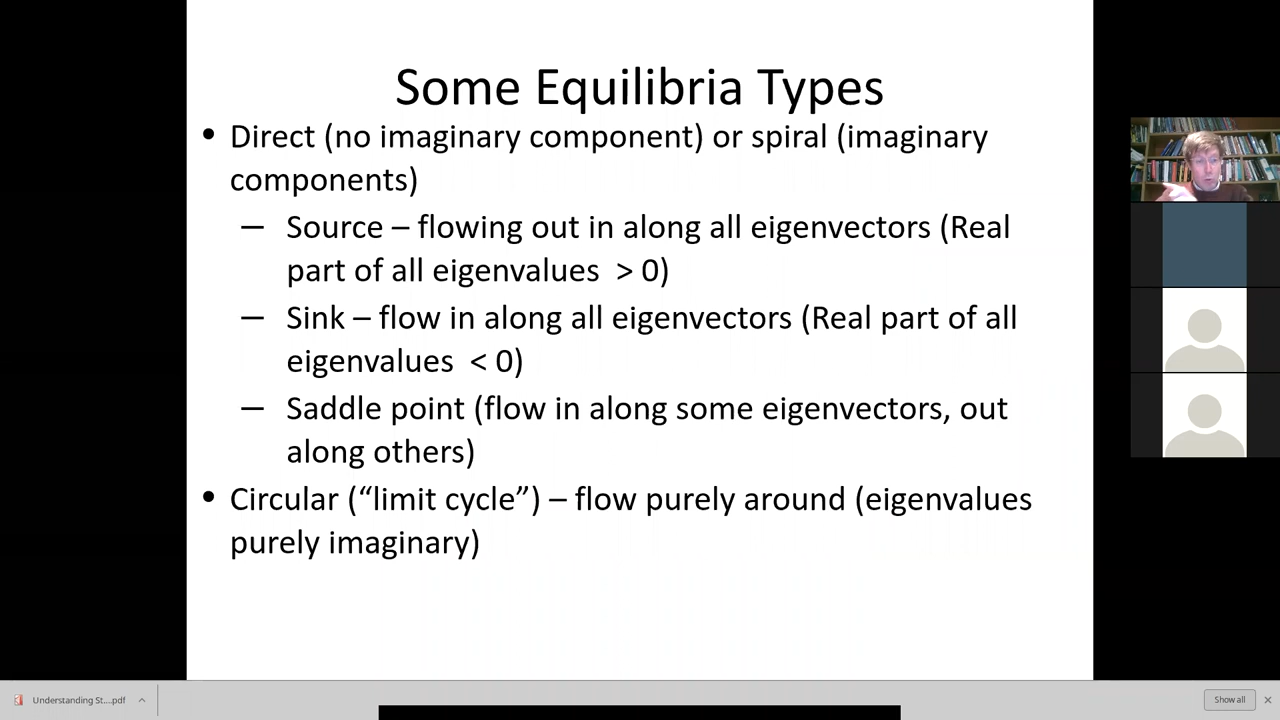 Some Equilibria Types
• Direct (no imaginary component) or spiral (imaginary
components)
– Source – flowing out in along all eigenvectors (Real
part of all eigenvalues > 0)
– Sink – flow in along all eigenvectors (Real part of all
eigenvalues < 0)
– Saddle point (flow in along some eigenvectors, out
along others)
• Circular (“limit cycle”) – flow purely around (eigenvalues
purely imaginary)
Understanding St....pdf
Show all